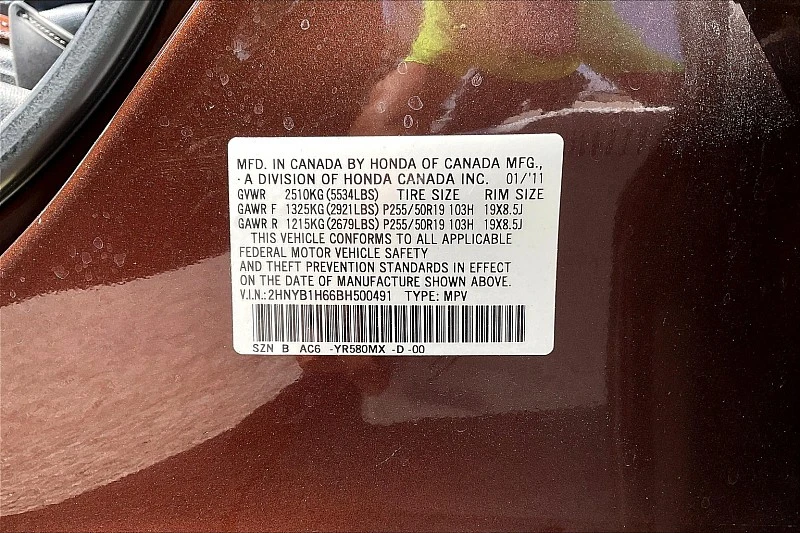 MFD. IN CANADA BY HONDA OF CANADA MFG.,
· A DIVISION OF HONDA CANADA INC. 01/'11
GVWR 2510KG (5534LBS) TIRE SIZE RIM SIZE
GAWR F 1325KG (2921LBS) P255/50R19 103H 19X8.5J
GAWR R 1215KG (2679LBS) P255/50R19 103H 19X8.5J
THIS VEHICLE CONFORMS TO ALL APPLICABLE
FEDERAL MOTOR VEHICLE SAFETY
AND THEFT PREVENTION STANDARDS IN EFFECT
ON THE DATE OF MANUFACTURE SHOWN ABOVE.
V.I.N.:2HNYB1H66BH500491 TYPE: MPV
SZN B AC6 -YR580MX -D -00